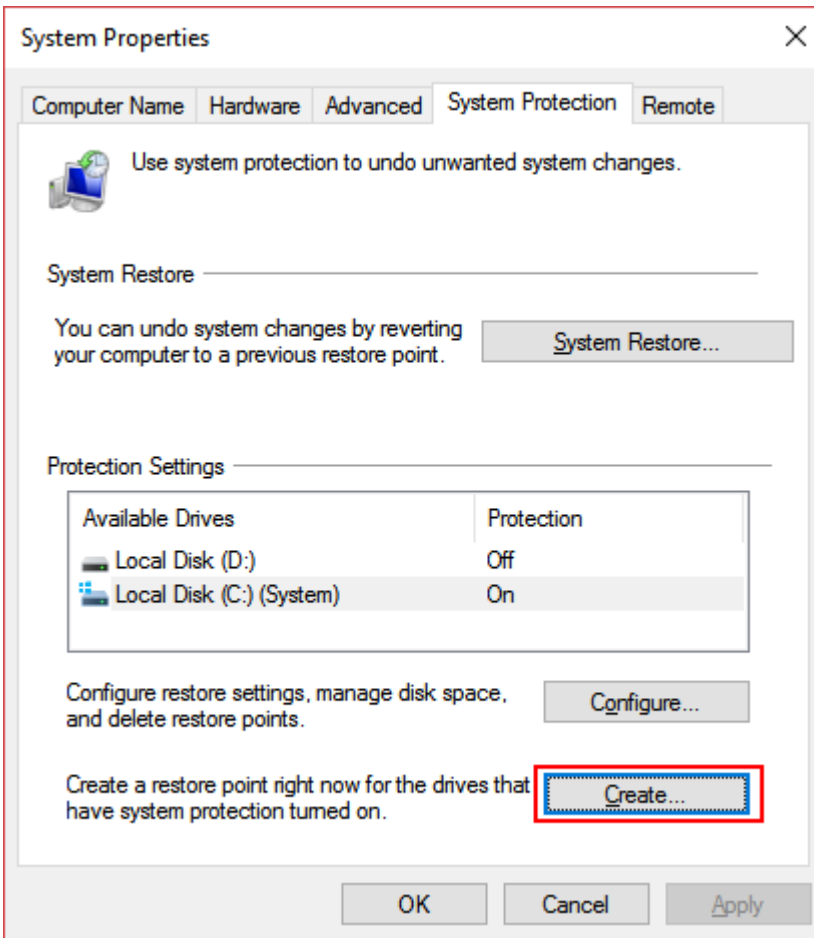 System Properties
Computer Name Hardware Advanced System Protection Remote
Use system protection to undo unwanted system changes.
System Restore
You can undo system changes by reverting
your computer to a previous restore point.
System Restore...
Protection Settings
Available Drives Protection
Local Disk (D:) Off
Local Disk (C:) (System) On
Configure restore settings, manage disk space,
and delete restore points.
Configure...
Create a restore point right now for the drives that
have system protection turned on.
Create...
OK Cancel Apply